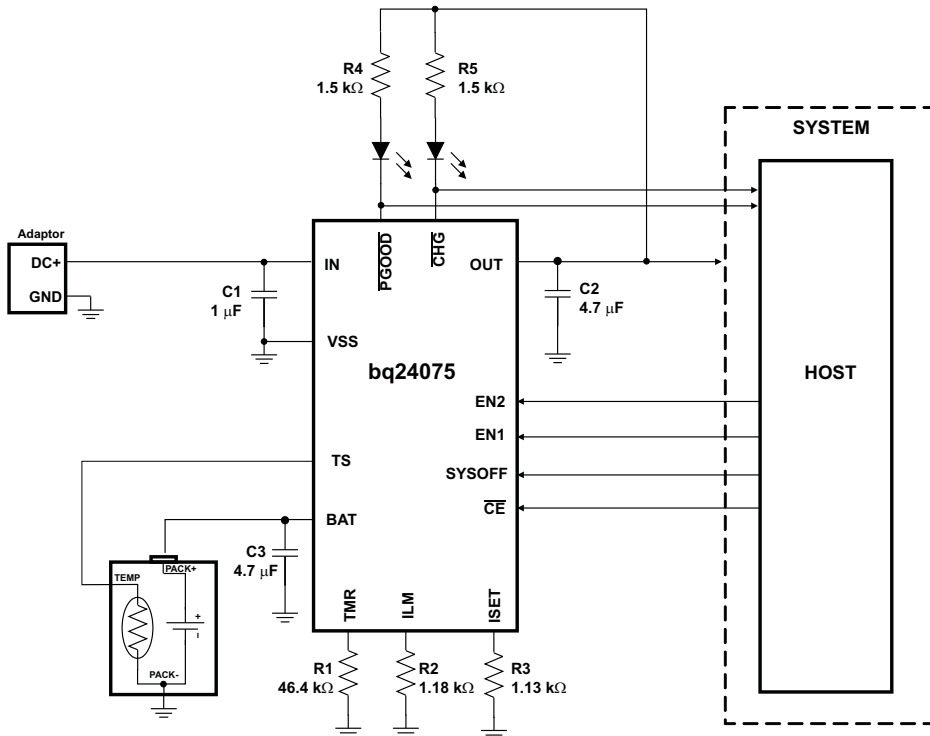 R4
1.5 kΩ
R5
1.5 kΩ
SYSTEM
Adaptor
DC+
GND
C1
1 μF
IN
PGOOD
CHG
OUT
C2
4.7 μF
VSS
bq24075
HOST
EN2
EN1
TS
SYSOFF
CE
BAT
C3
4.7 μF
TEMP
PACK+
+
-
PACK-
TMR
ILM
ISET
R1
46.4 kΩ
R2
1.18 kΩ
R3
1.13 kΩ